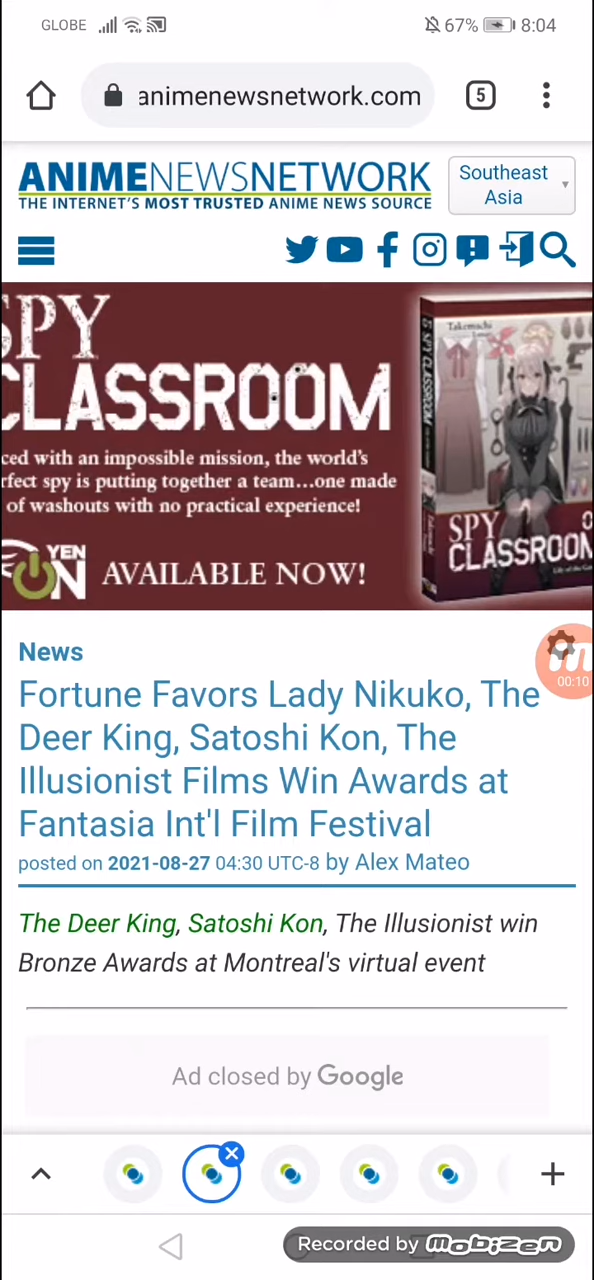 GLOBE 67% 8:04
animenewsnetwork.com 5
ANIMENEWSNETWORK
THE INTERNET'S MOST TRUSTED ANIME NEWS SOURCE
Southeast
Asia
SPY
CLASSROOM
ced with an impossible mission, the world's
rfect spy is putting together a team...one made
of washouts with no practical experience!
YEN
ON
AVAILABLE NOW!
Takemachi
SPY CLASSROOM
SPY
CLASSROOM
News
00:10
Fortune Favors Lady Nikuko, The
Deer King, Satoshi Kon, The
Illusionist Films Win Awards at
Fantasia Int'l Film Festival
posted on 2021-08-27 04:30 UTC-8 by Alex Mateo
The Deer King, Satoshi Kon, The Illusionist win
Bronze Awards at Montreal's virtual event
Ad closed by Google
Recorded by mobizen